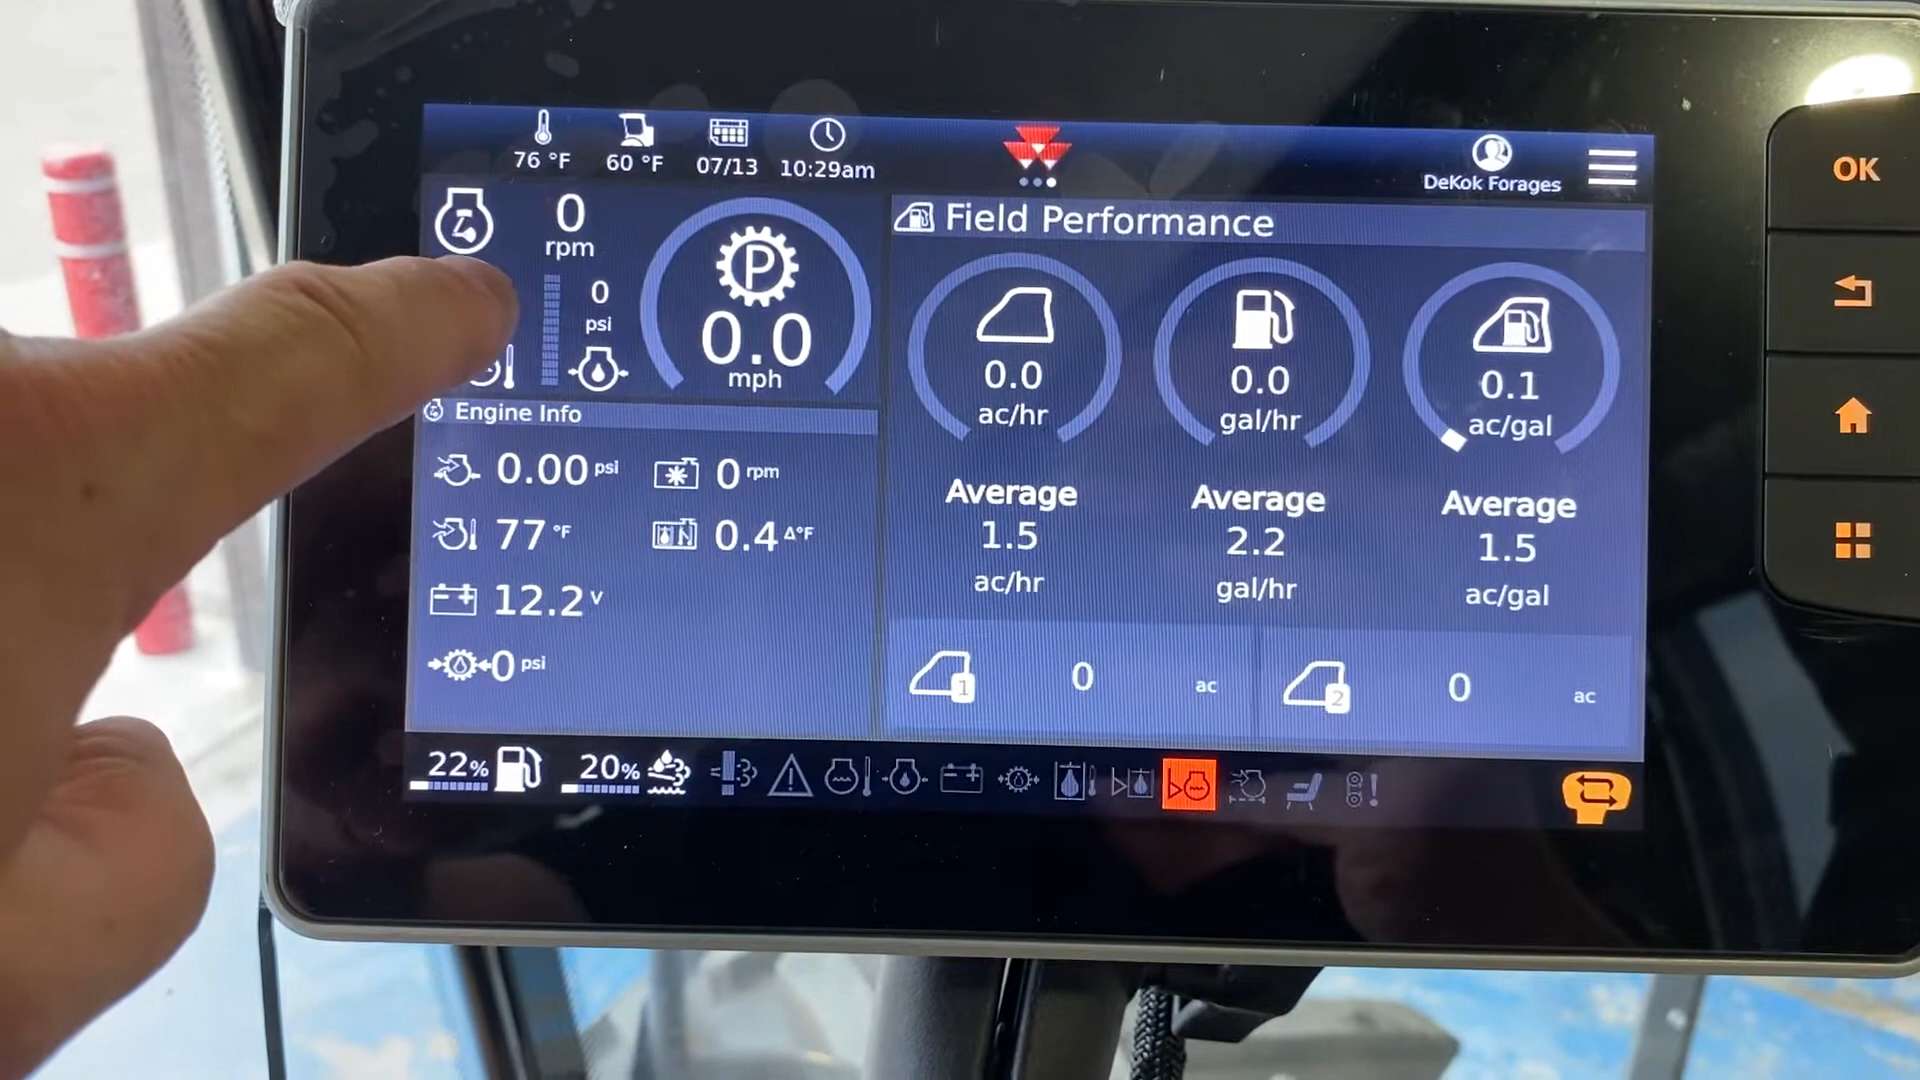 76 °F 60 °F 07/13 10:29am
DeKok Forages
0
rpm
0
psi
P
0.0
mph
Engine Info
0.00 psi 0 rpm
77 °F 0.4 Δ°F
12.2 V
0 psi
Field Performance
0.0
ac/hr
0.0
gal/hr
0.1
ac/gal
Average
1.5
ac/hr
Average
2.2
gal/hr
Average
1.5
ac/gal
1 0 ac
2 0 ac
22% 20%
OK